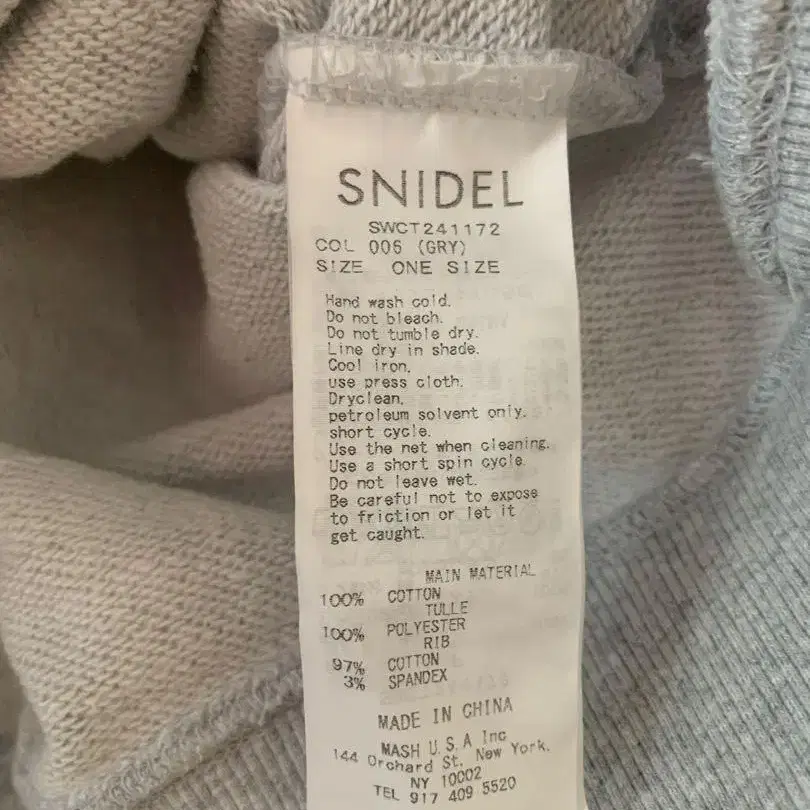 SNIDEL
SWCT241172
COL 006 (GRY)
SIZE ONE SIZE
Hand wash cold.
Do not bleach.
Do not tumble dry.
Line dry in shade.
Cool iron.
use press cloth.
Dryclean.
petroleum solvent only.
short cycle.
Use the net when cleaning.
Use a short spin cycle.
Do not leave wet.
Be careful not to expose
to friction or let it
get caught.
MAIN MATERIAL
100% COTTON
TULLE
100% POLYESTER
RIB
97% COTTON
3% SPANDEX
MADE IN CHINA
MASH U.S.A Inc
144 Orchard St, New York,
NY 10002
TEL 917 409 5520